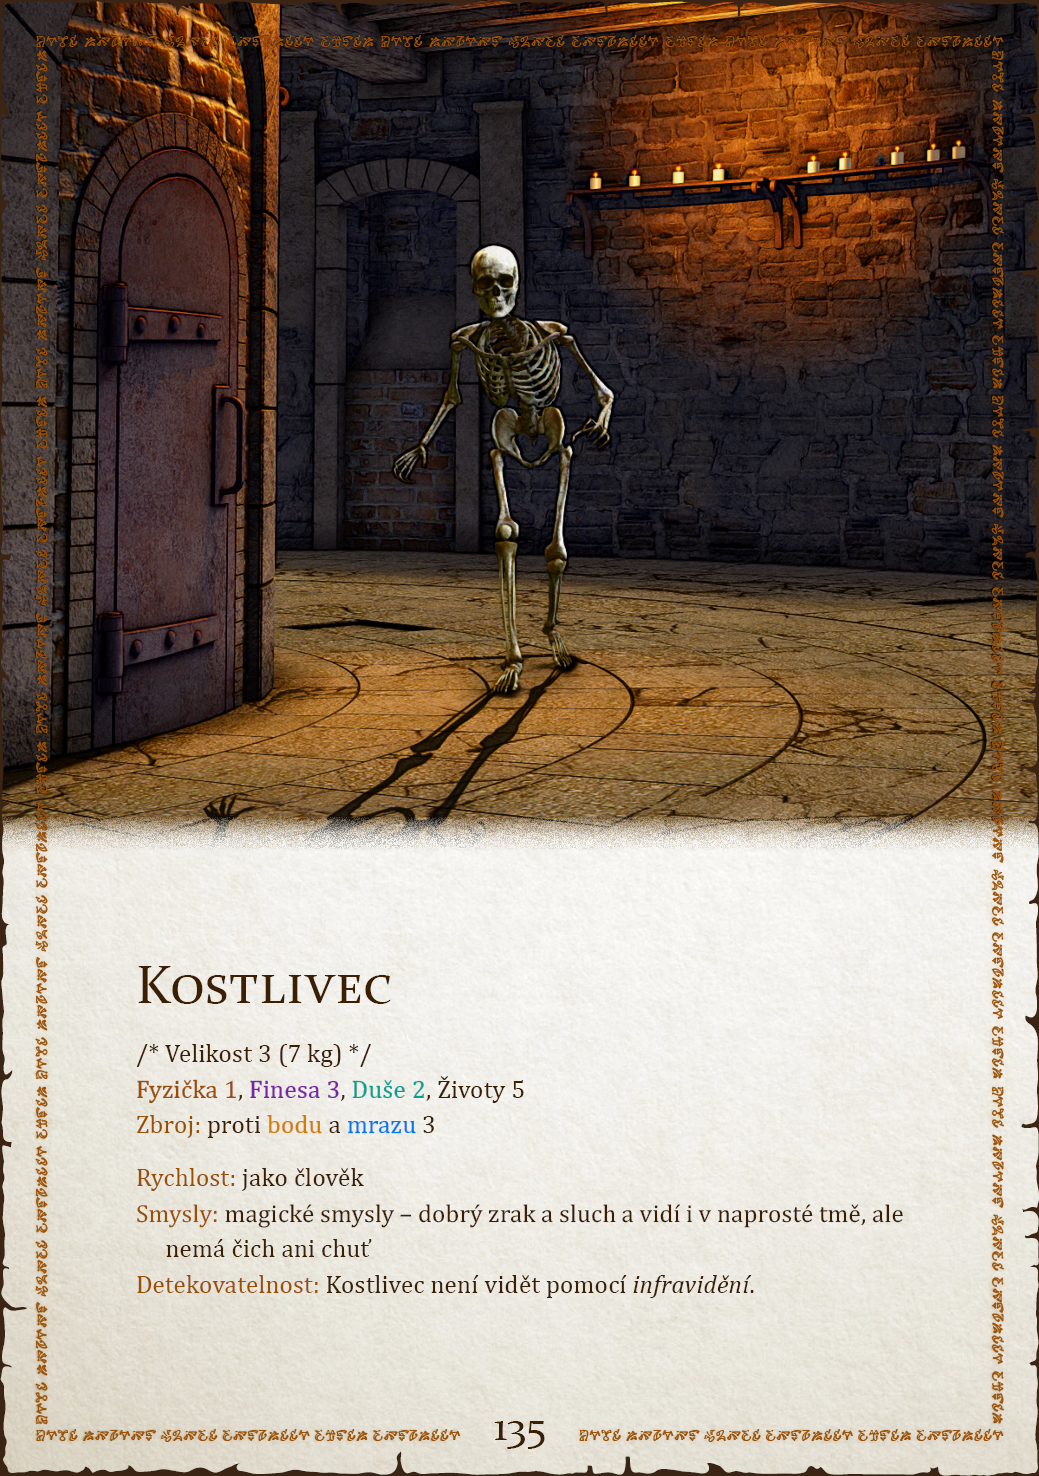 Kostlivec
/* Velikost 3 (7 kg) */
Fyzička 1, Finesa 3, Duše 2, Životy 5
Zbroj: proti bodu a mrazu 3
Rychlost: jako člověk
Smysly: magické smysly – dobrý zrak a sluch a vidí i v naprosté tmě, ale
nemá čich ani chuť
Detekovatelnost: Kostlivec není vidět pomocí infravidění.
135